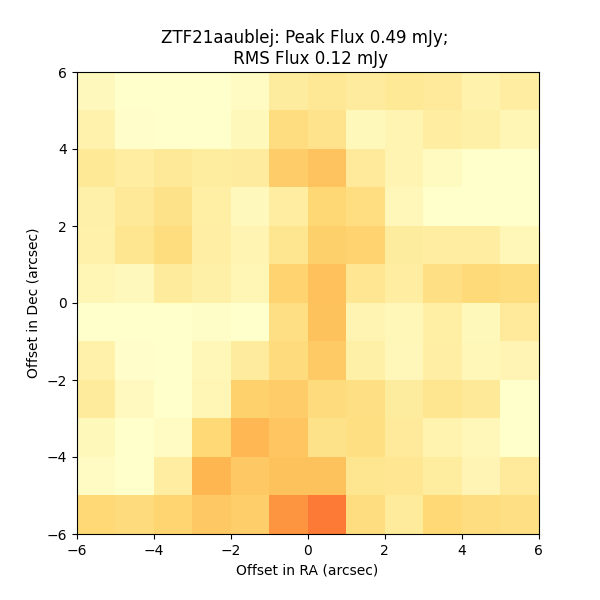 ZTF21aaublej: Peak Flux 0.49 mJy;
RMS Flux 0.12 mJy
6
4
2
0
−2
−4
−6
Offset in Dec (arcsec)
−6 −4 −2 0 2 4 6
Offset in RA (arcsec)